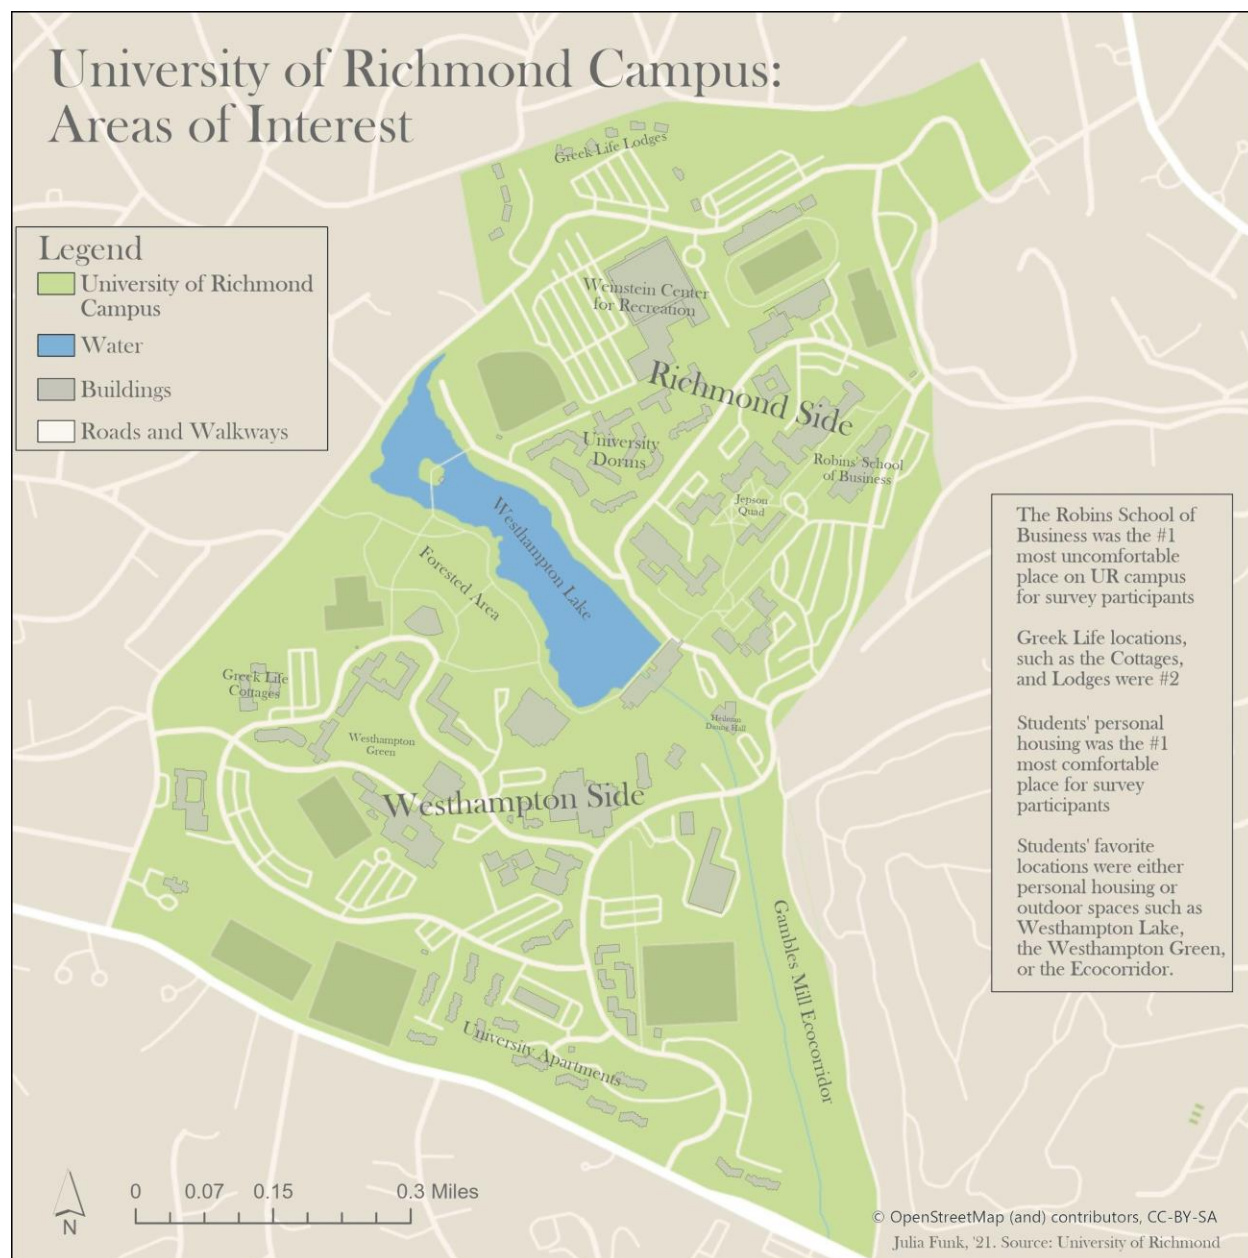 University of Richmond Campus:
Areas of Interest
Greek Life Lodges
Legend
University of Richmond
Campus
Water
Buildings
Roads and Walkways
Weinstein Center
for Recreation
Richmond Side
University
Dorms
Robins' School
of Business
Jepson
Quad
Westhampton Lake
Forested Area
Greek Life
Cottages
Westhampton
Green
Heilman
Dining Hall
Westhampton Side
Gambles Mill Ecocorridor
University Apartments
The Robins School of
Business was the #1
most uncomfortable
place on UR campus
for survey participants
Greek Life locations,
such as the Cottages,
and Lodges were #2
Students' personal
housing was the #1
most comfortable
place for survey
participants
Students' favorite
locations were either
personal housing or
outdoor spaces such as
Westhampton Lake,
the Westhampton Green,
or the Ecocorridor.
N
0 0.07 0.15 0.3 Miles
© OpenStreetMap (and) contributors, CC-BY-SA
Julia Funk, '21. Source: University of Richmond